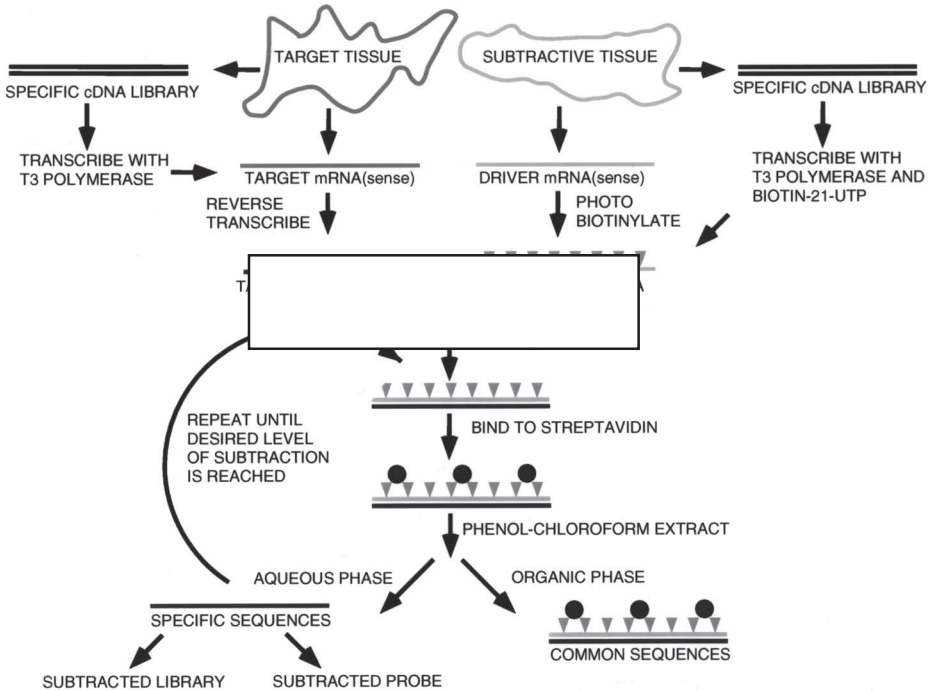 TARGET TISSUE
SUBTRACTIVE TISSUE
SPECIFIC cDNA LIBRARY
SPECIFIC cDNA LIBRARY
TRANSCRIBE WITH
T3 POLYMERASE
TARGET mRNA(sense)
DRIVER mRNA(sense)
TRANSCRIBE WITH
T3 POLYMERASE AND
BIOTIN-21-UTP
REVERSE
TRANSCRIBE
PHOTO
BIOTINYLATE
REPEAT UNTIL
DESIRED LEVEL
OF SUBTRACTION
IS REACHED
BIND TO STREPTAVIDIN
PHENOL-CHLOROFORM EXTRACT
AQUEOUS PHASE
ORGANIC PHASE
SPECIFIC SEQUENCES
COMMON SEQUENCES
SUBTRACTED LIBRARY
SUBTRACTED PROBE